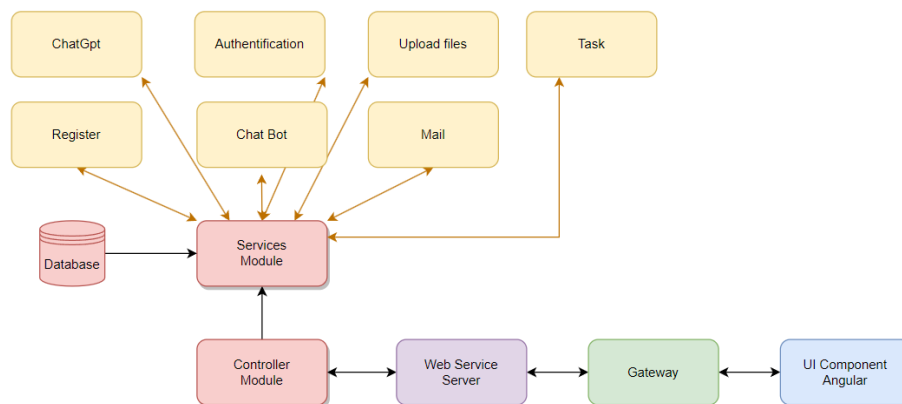 ChatGpt
Authentification
Upload files
Task
Register
Chat Bot
Mail
Database
Services
Module
Controller
Module
Web Service
Server
Gateway
UI Component
Angular